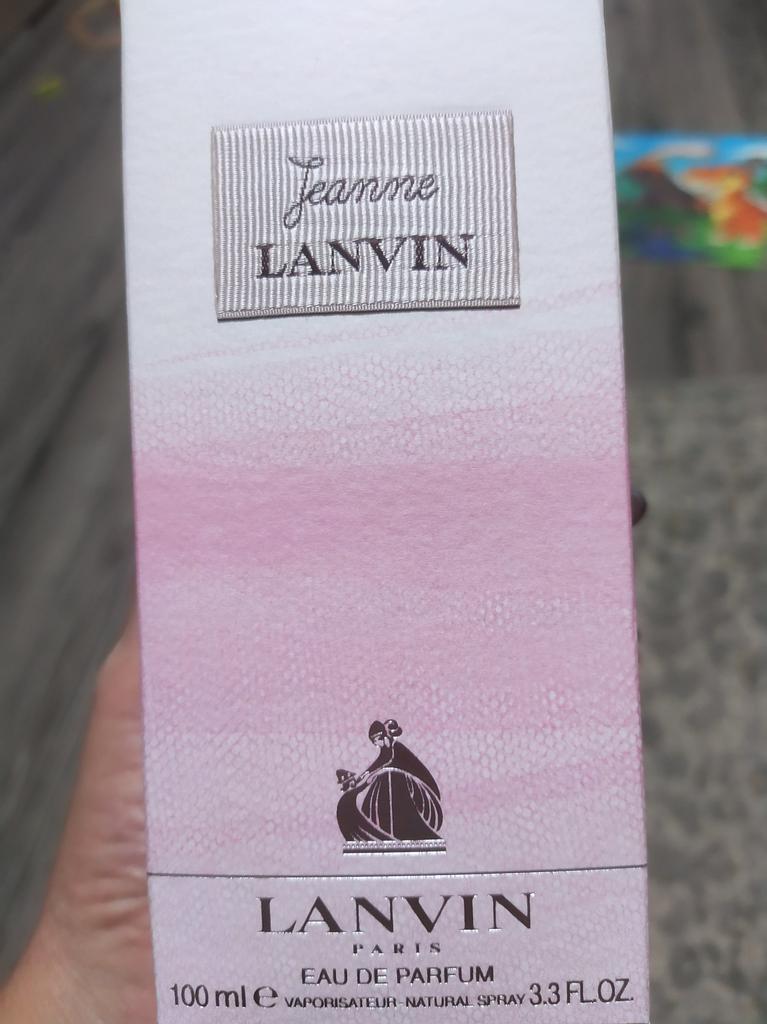 Jeanne
LANVIN
LANVIN
PARIS
EAU DE PARFUM
100 ml ℮ VAPORISATEUR-NATURAL SPRAY 3.3 FL.OZ.